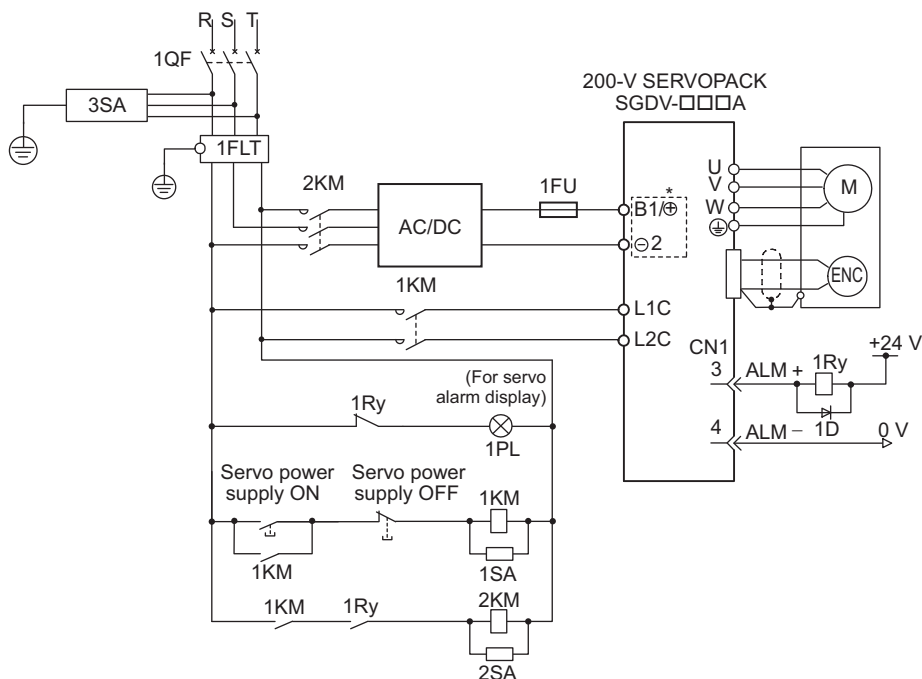 R S T
1QF
3SA
1FLT
200-V SERVOPACK
SGDV-□□□A
2KM
AC/DC
1FU
*
B1/⊕
⊖2
U
V
W
M
ENC
1KM
L1C
L2C
CN1
3 ALM +
1Ry
+24 V
1D
4 ALM −
0 V
(For servo
alarm display)
1Ry
1PL
Servo power
supply ON
Servo power
supply OFF
1KM
1KM
1SA
1KM
1Ry
2KM
2SA